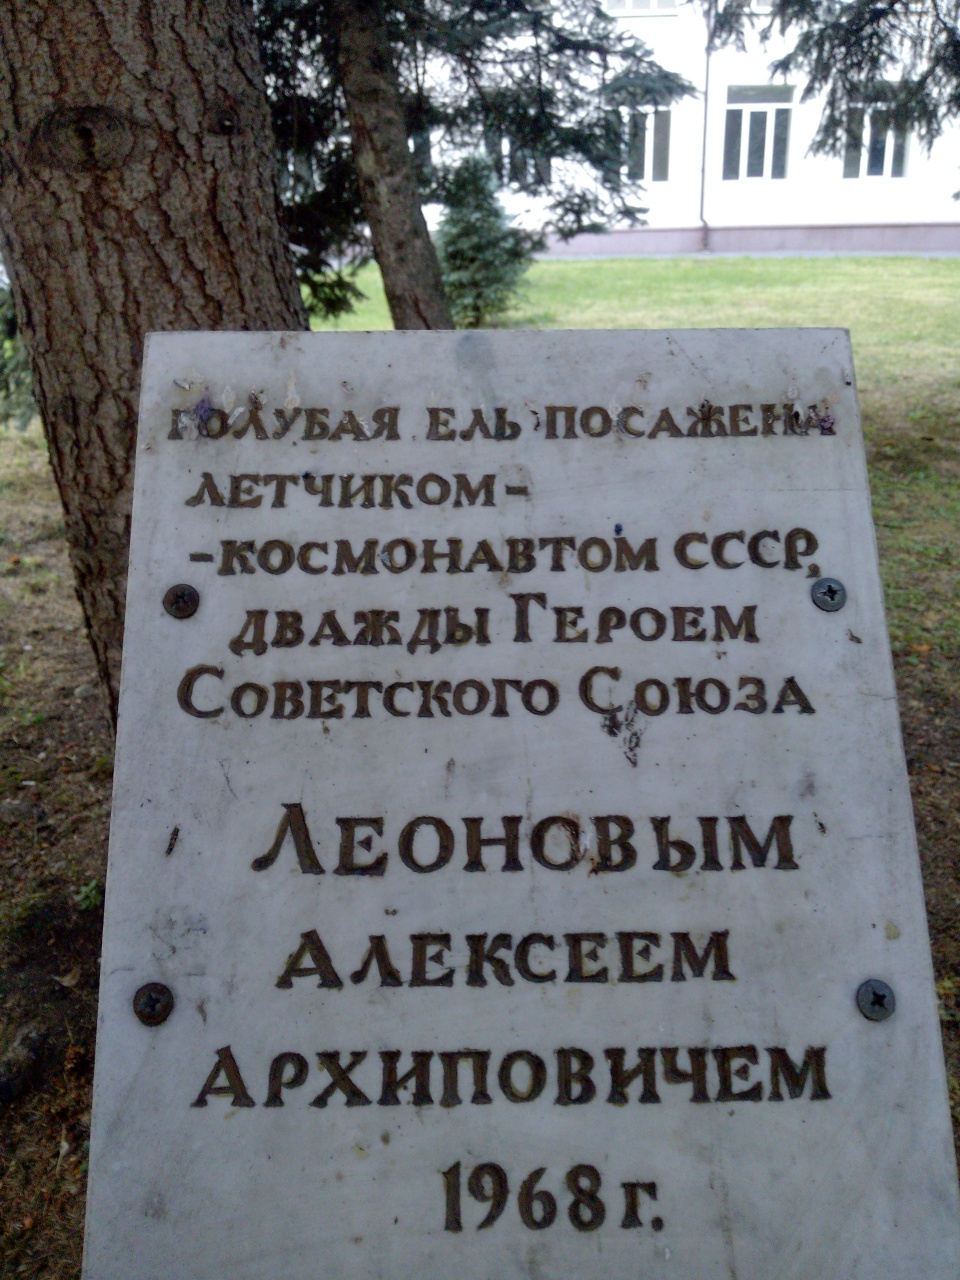 ГОЛУБАЯ ЕЛЬ ПОСАЖЕНА
ЛЕТЧИКОМ-
-КОСМОНАВТОМ СССР,
ДВАЖДЫ ГЕРОЕМ
СОВЕТСКОГО СОЮЗА
ЛЕОНОВЫМ
АЛЕКСЕЕМ
АРХИПОВИЧЕМ
1968 г.